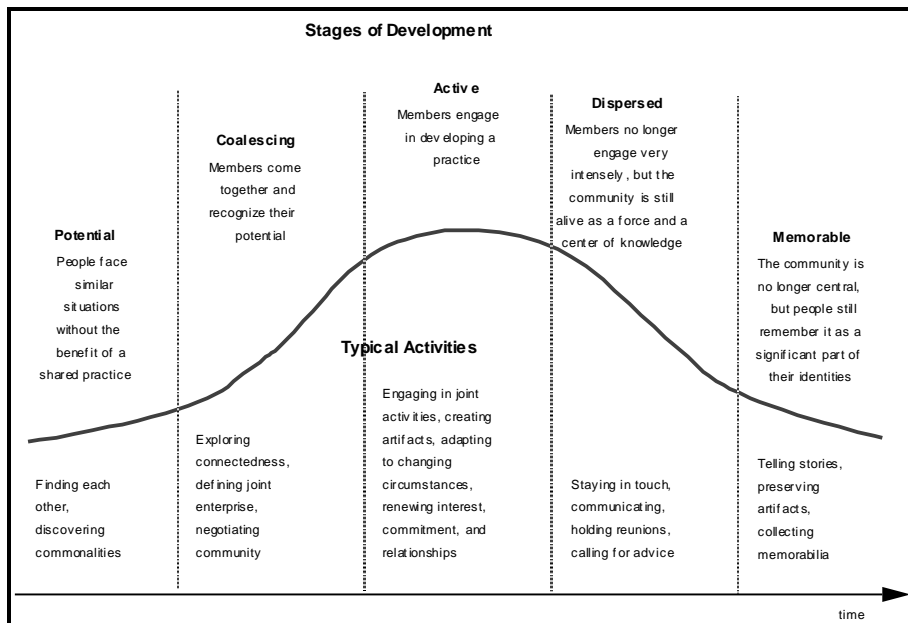 Stages of Development
Potential
People face
similar
situations
without the
benefit of a
shared practice
Coalescing
Members come
together and
recognize their
potential
Active
Members engage
in developing a
practice
Dispersed
Members no longer
engage very
intensely, but the
community is still
alive as a force and a
center of knowledge
Memorable
The community is
no longer central,
but people still
remember it as a
significant part of
their identities
Typical Activities
Finding each
other,
discovering
commonalities
Exploring
connectedness,
defining joint
enterprise,
negotiating
community
Engaging in joint
activities, creating
artifacts, adapting
to changing
circumstances,
renewing interest,
commitment, and
relationships
Staying in touch,
communicating,
holding reunions,
calling for advice
Telling stories,
preserving
artifacts,
collecting
memorabilia
time